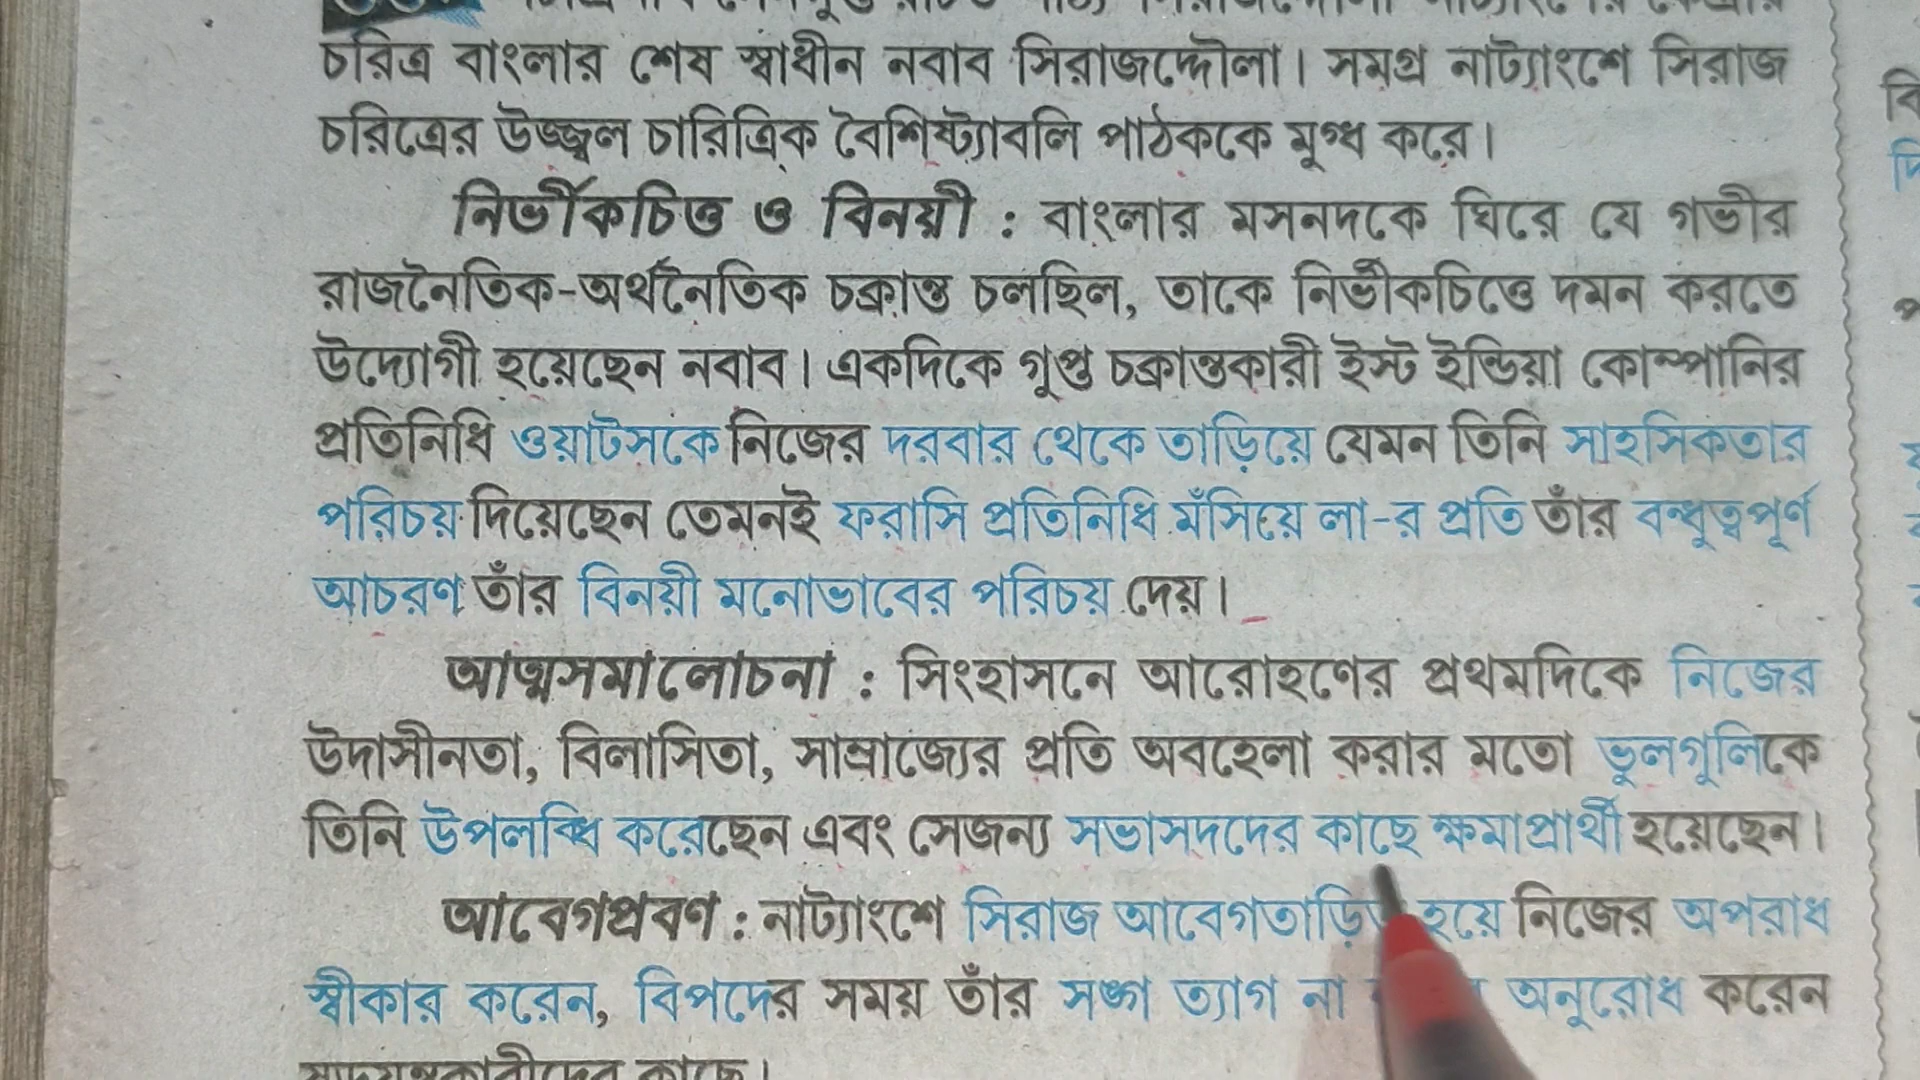 চরিত্র বাংলার শেষ স্বাধীন নবাব সিরাজদ্দৌলা। সমগ্র নাট্যাংশে সিরাজ
চরিত্রের উজ্জ্বল চারিত্রিক বৈশিষ্ট্যাবলি পাঠককে মুগ্ধ করে।
নির্ভীকচিত্ত ও বিনয়ী : বাংলার মসনদকে ঘিরে যে গভীর
রাজনৈতিক-অর্থনৈতিক চক্রান্ত চলছিল, তাকে নির্ভীকচিত্তে দমন করতে
উদ্যোগী হয়েছেন নবাব। একদিকে গুপ্ত চক্রান্তকারী ইস্ট ইন্ডিয়া কোম্পানির
প্রতিনিধি ওয়াটসকে নিজের দরবার থেকে তাড়িয়ে যেমন তিনি সাহসিকতার
পরিচয় দিয়েছেন তেমনই ফরাসি প্রতিনিধি মঁসিয়ে লা-র প্রতি তাঁর বন্ধুত্বপূর্ণ
আচরণ তাঁর বিনয়ী মনোভাবের পরিচয় দেয়।
আত্মসমালোচনা : সিংহাসনে আরোহণের প্রথমদিকে নিজের
উদাসীনতা, বিলাসিতা, সাম্রাজ্যের প্রতি অবহেলা করার মতো ভুলগুলিকে
তিনি উপলব্ধি করেছেন এবং সেজন্য সভাসদদের কাছে ক্ষমাপ্রার্থী হয়েছেন।
আবেগপ্রবণ : নাট্যাংশে সিরাজ আবেগতাড়িত হয়ে নিজের অপরাধ
স্বীকার করেন, বিপদের সময় তাঁর সঙ্গ ত্যাগ না অনুরোধ করেন
কাছে।